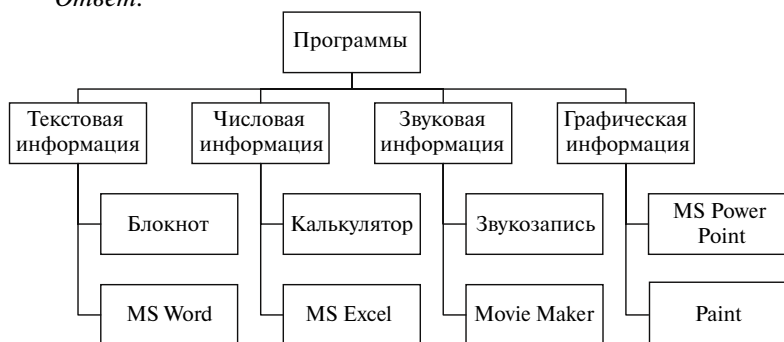 Ответ:
Программы
Текстовая
информация
Числовая
информация
Звуковая
информация
Графическая
информация
Блокнот
Калькулятор
Звукозапись
MS Power
Point
MS Word
MS Excel
Movie Maker
Paint